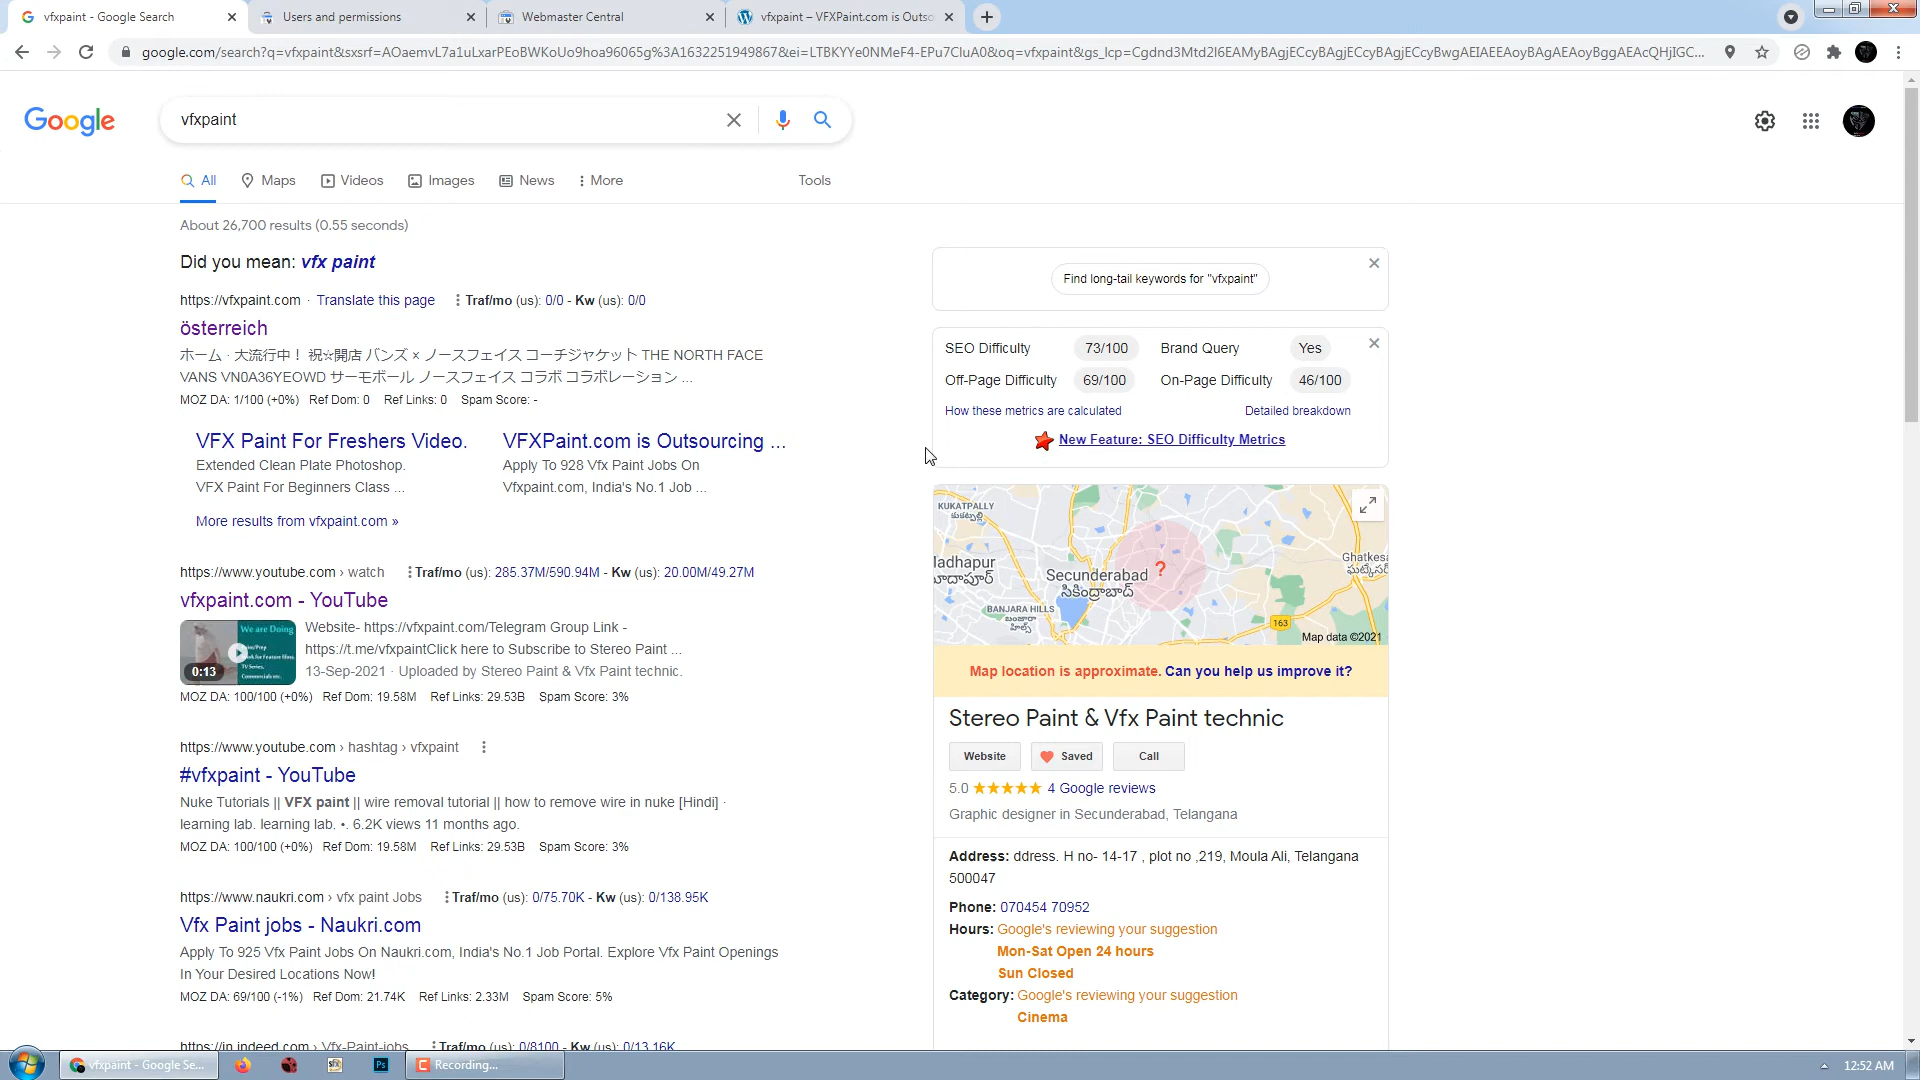 vfxpaint - Google Search
Users and permissions
Webmaster Central
vfxpaint – VFXPaint.com is Outso
google.com/search?q=vfxpaint&sxsrf=AOaemvL7a1uLxarPEoBWKoUo9hoa96065g%3A1632251949867&ei=LTBKYYe0NMeF4-EPu7CluA0&oq=vfxpaint&gs_lcp=Cgdnd3Mtd2l6EAMyBAgjECcyBAgjECcyBAgjECcyBwgAEIAEEAoyBAgAEAoyBggAEAcQHjIGC...
Google
vfxpaint
All
Maps
Videos
Images
News
More
Tools
About 26,700 results (0.55 seconds)
Did you mean: vfx paint
https://vfxpaint.com · Translate this page
Traf/mo (us): 0/0 - Kw (us): 0/0
österreich
ホーム · 大流行中！ 祝☆開店 バンズ × ノースフェイス コーチジャケット THE NORTH FACE
VANS VN0A36YEOWD サーモボール ノースフェイス コラボ コラボレーション ...
MOZ DA: 1/100 (+0%) Ref Dom: 0 Ref Links: 0 Spam Score: -
VFX Paint For Freshers Video.
Extended Clean Plate Photoshop.
VFX Paint For Beginners Class ...
VFXPaint.com is Outsourcing ...
Apply To 928 Vfx Paint Jobs On
Vfxpaint.com, India's No.1 Job ...
More results from vfxpaint.com »
https://www.youtube.com › watch
Traf/mo (us): 285.37M/590.94M - Kw (us): 20.00M/49.27M
vfxpaint.com - YouTube
We are Doing
0:13
Website- https://vfxpaint.com/Telegram Group Link -
https://t.me/vfxpaintClick here to Subscribe to Stereo Paint ...
13-Sep-2021 · Uploaded by Stereo Paint & Vfx Paint technic.
MOZ DA: 100/100 (+0%) Ref Dom: 19.58M Ref Links: 29.53B Spam Score: 3%
https://www.youtube.com › hashtag › vfxpaint
#vfxpaint - YouTube
Nuke Tutorials || VFX paint || wire removal tutorial || how to remove wire in nuke [Hindi] ·
learning lab. learning lab. •. 6.2K views 11 months ago.
MOZ DA: 100/100 (+0%) Ref Dom: 19.58M Ref Links: 29.53B Spam Score: 3%
https://www.naukri.com › vfx paint Jobs
Traf/mo (us): 0/75.70K - Kw (us): 0/138.95K
Vfx Paint jobs - Naukri.com
Apply To 925 Vfx Paint Jobs On Naukri.com, India's No.1 Job Portal. Explore Vfx Paint Openings
In Your Desired Locations Now!
MOZ DA: 69/100 (-1%) Ref Dom: 21.74K Ref Links: 2.33M Spam Score: 5%
https://in.indeed.com › Vfx-Paint-jobs
Traf/mo (us): 0/8100 - Kw (us): 0/13.16K
Find long-tail keywords for "vfxpaint"
SEO Difficulty 73/100 Brand Query Yes
Off-Page Difficulty 69/100 On-Page Difficulty 46/100
How these metrics are calculated
Detailed breakdown
New Feature: SEO Difficulty Metrics
KUKATPALLY
కుకట్పల్లి
Secunderabad
సికింద్రాబాద్
?
BANJARA HILLS
బంజారా
హిల్స్
163
Map data ©2021
Map location is approximate. Can you help us improve it?
Stereo Paint & Vfx Paint technic
Website
Saved
Call
5.0
4 Google reviews
Graphic designer in Secunderabad, Telangana
Address: ddress. H no- 14-17 , plot no ,219, Moula Ali, Telangana
500047
Phone: 070454 70952
Hours: Google's reviewing your suggestion
Mon-Sat Open 24 hours
Sun Closed
Category: Google's reviewing your suggestion
Cinema
vfxpaint - Google Se...
Ps
Recording...
12:52 AM